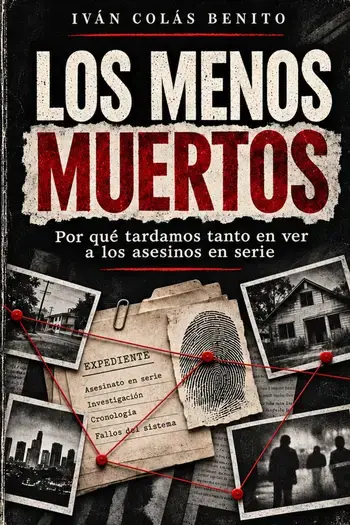 IVÁN COLÁS BENITO
LOS MENOS
MUERTOS
Por qué tardamos tanto en ver
a los asesinos en serie
EXPEDIENTE
Asesinato en serie
Investigación
Cronología
Fallos del sistema